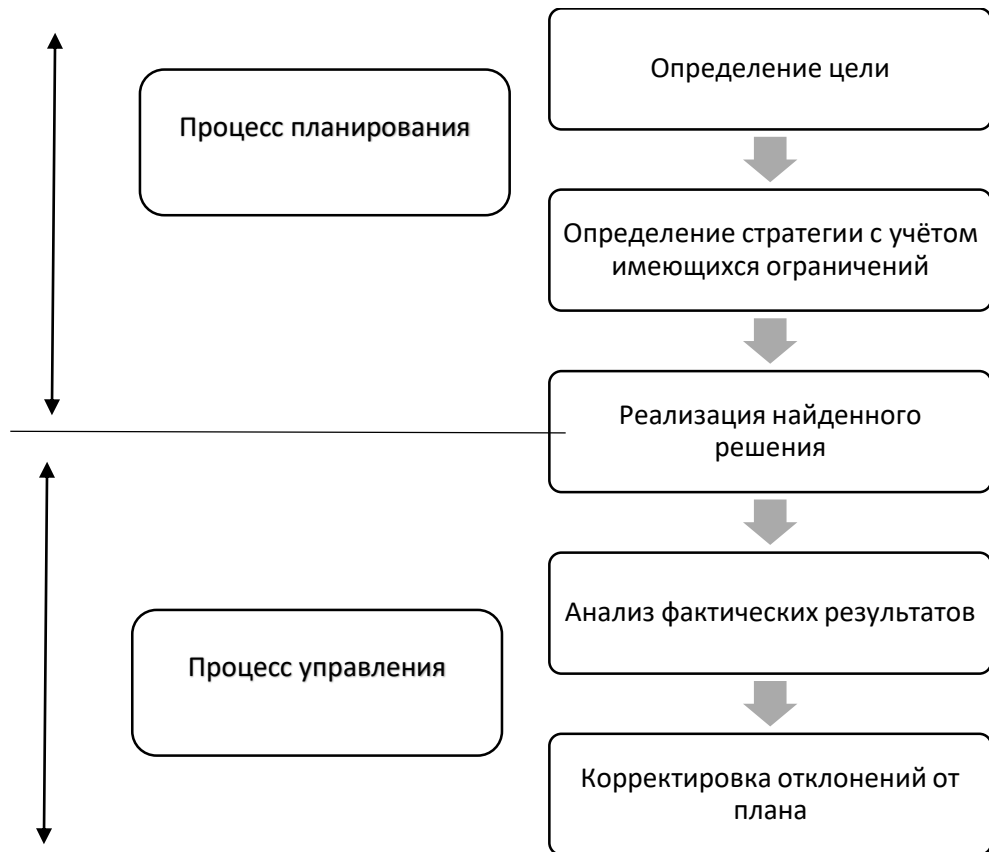 Определение цели
Процесс планирования
Определение стратегии с учётом
имеющихся ограничений
Реализация найденного
решения
Анализ фактических результатов
Процесс управления
Корректировка отклонений от
плана